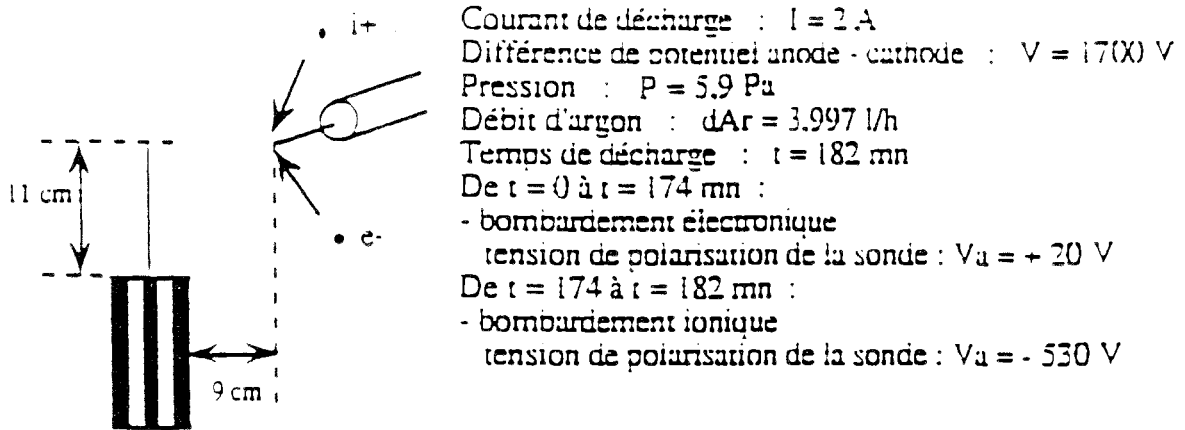 i+
Courant de décharge : I = 2 A
Différence de potentiel anode - cathode : V = 1700 V
Pression : P = 5,9 Pa
Débit d'argon : dAr = 3,997 l/h
Temps de décharge : t = 182 mn
De t = 0 à t = 174 mn :
11 cm
- bombardement électronique
e-
tension de polarisation de la sonde : Va = + 20 V
De t = 174 à t = 182 mn :
- bombardement ionique
tension de polarisation de la sonde : Va = - 530 V
9 cm